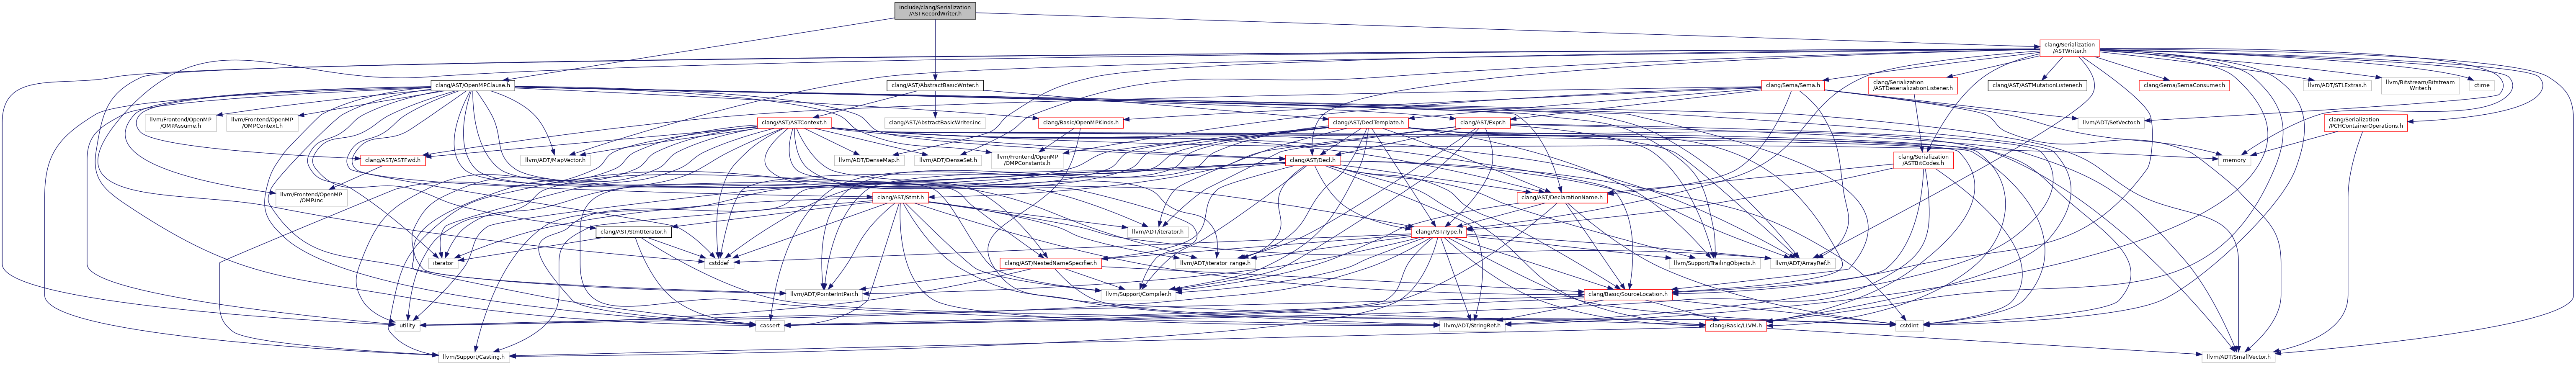 include/clang/Serialization
/ASTRecordWriter.h
clang/Serialization
/ASTWriter.h
clang/AST/OpenMPClause.h
clang/AST/AbstractBasicWriter.h
clang/Sema/Sema.h
clang/Serialization
/ASTDeserializationListener.h
clang/AST/ASTMutationListener.h
clang/Sema/SemaConsumer.h
llvm/ADT/STLExtras.h
llvm/Bitstream/Bitstream
Writer.h
ctime
llvm/Frontend/OpenMP
/OMPAssume.h
llvm/Frontend/OpenMP
/OMPContext.h
clang/AST/ASTContext.h
clang/AST/AbstractBasicWriter.inc
clang/Basic/OpenMPKinds.h
clang/AST/DeclTemplate.h
clang/AST/Expr.h
llvm/ADT/SetVector.h
clang/Serialization
/PCHContainerOperations.h
clang/AST/ASTFwd.h
llvm/ADT/MapVector.h
llvm/ADT/DenseMap.h
llvm/ADT/DenseSet.h
llvm/Frontend/OpenMP
/OMPConstants.h
clang/AST/Decl.h
clang/Serialization
/ASTBitCodes.h
memory
llvm/Frontend/OpenMP
/OMP.inc
clang/AST/Stmt.h
clang/AST/DeclarationName.h
clang/AST/StmtIterator.h
llvm/ADT/iterator.h
clang/AST/Type.h
iterator
cstddef
clang/AST/NestedNameSpecifier.h
llvm/ADT/iterator_range.h
llvm/Support/TrailingObjects.h
llvm/ADT/ArrayRef.h
llvm/ADT/PointerIntPair.h
llvm/Support/Compiler.h
clang/Basic/SourceLocation.h
utility
cassert
llvm/ADT/StringRef.h
clang/Basic/LLVM.h
cstdint
llvm/Support/Casting.h
llvm/ADT/SmallVector.h